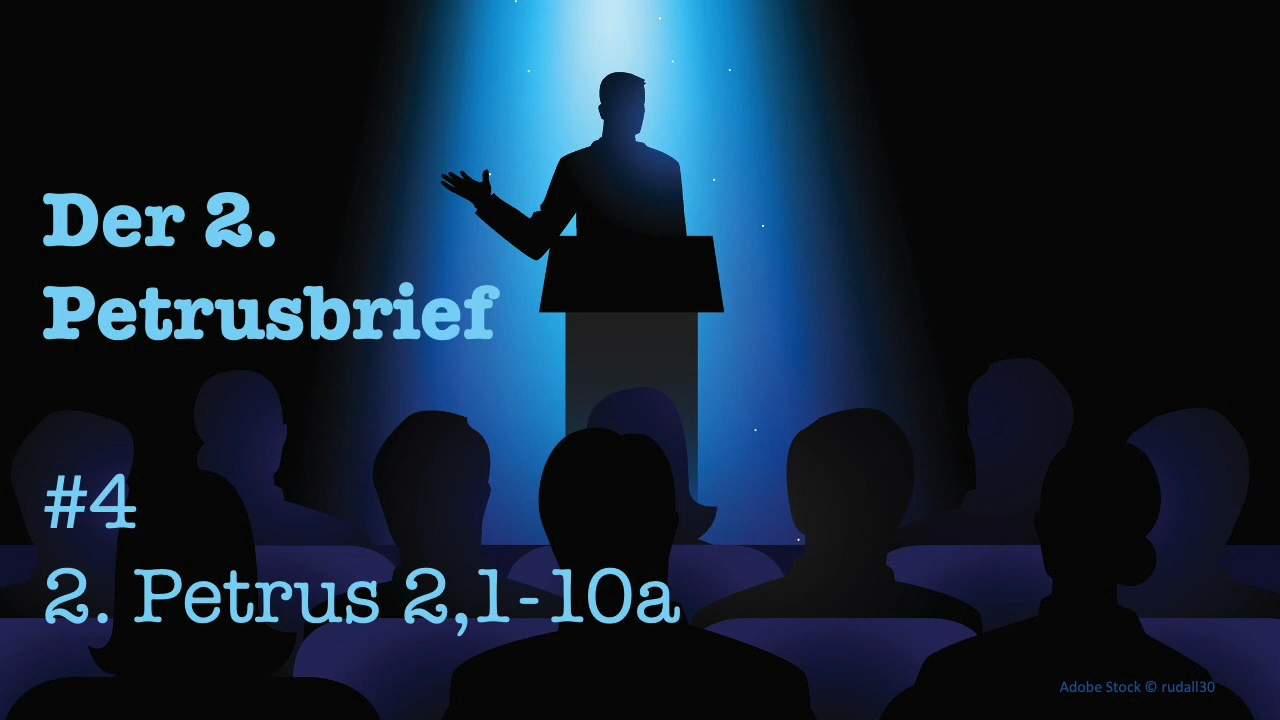 Der 2.
Petrusbrief
#4
2. Petrus 2,1-10a
Adobe Stock © rudall30